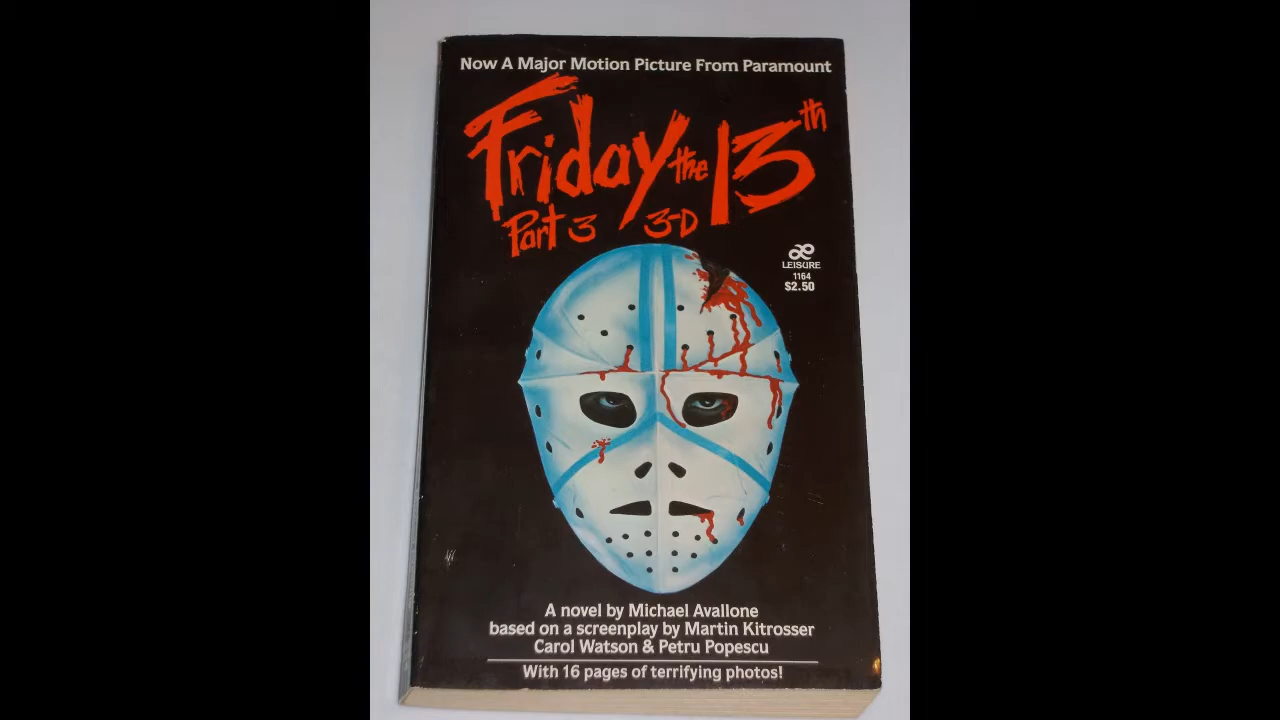 Now A Major Motion Picture From Paramount
Friday the 13th
Part 3 3-D
LEISURE
1164
$2.50
A novel by Michael Avallone
based on a screenplay by Martin Kitrosser
Carol Watson & Petru Popescu
With 16 pages of terrifying photos!